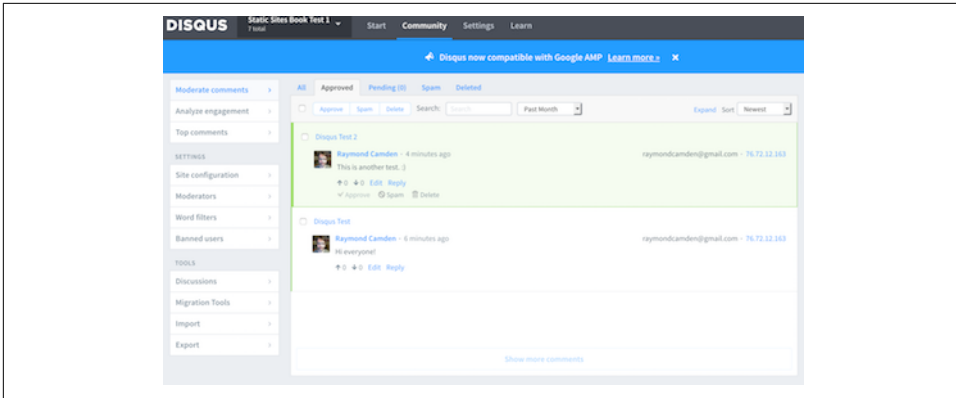 DISQUS Static Sites Book Test 1 Start Community Settings Learn
7 total
Disqus now compatible with Google AMP Learn more » ×
Moderate comments
Analyze engagement
Top comments
SETTINGS
Site configuration
Moderators
Word filters
Banned users
TOOLS
Discussions
Migration Tools
Import
Export
All Approved Pending (0) Spam Deleted
Approve Spam Delete Search: Search Past Month Expand Sort Newest
Disqus Test 2
Raymond Camden - 4 minutes ago raymondcamden@gmail.com - 76.72.12.163
This is another test. :)
0 0 Edit Reply
Approve Spam Delete
Disqus Test
Raymond Camden - 6 minutes ago raymondcamden@gmail.com - 76.72.12.163
Hi everyone!
0 0 Edit Reply
Show more comments